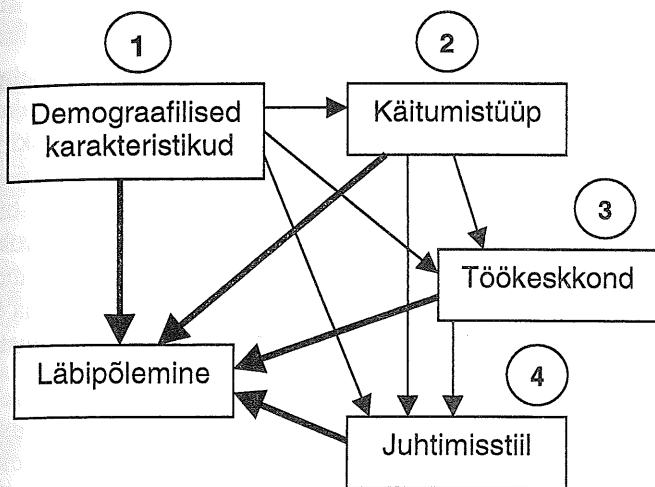 1
2
Demograafilised
karakteristikud
Käitumistüüp
3
Töökeskkond
Läbipõlemine
4
Juhtimisstiil